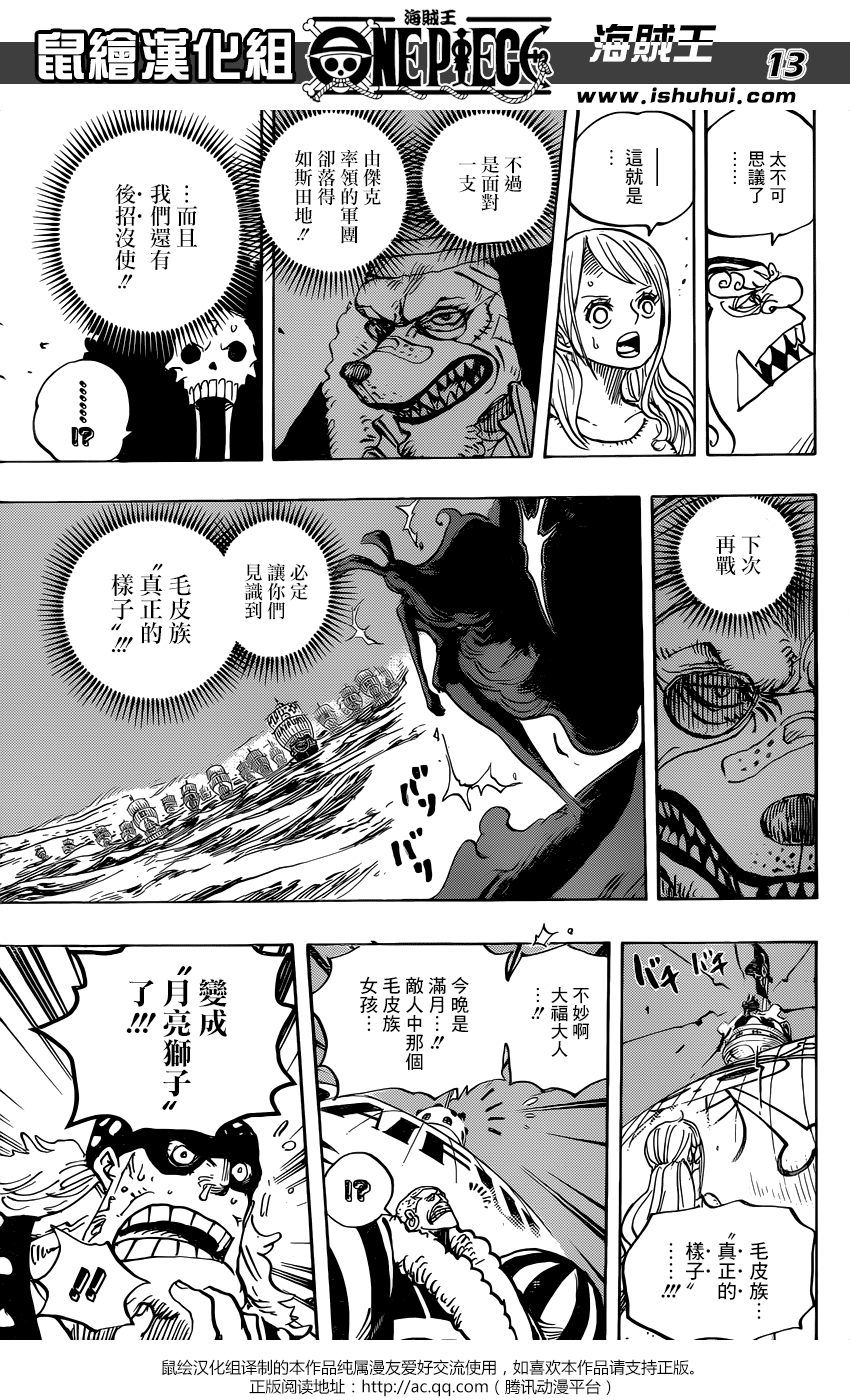 鼠繪漢化組
海賊王
ONE PIECE
海賊王
13
www.ishuhui.com
太不可
思議了
……
——
這就是
…
不過
是面對
一支
由傑克
率領的軍團
卻落得
如斯田地!!
…而且
我們還有
後招沒使!!
………
!?
下次
再戰
必定
讓你們
見識到
毛皮族
〝真正的
樣子〞!!!
バチ
バチッ
毛皮族…
〝真正的
樣子〞
……!!!
バチ
バチ
不妙啊
大福大人
…!!
今晚是
滿月…!!
敵人中那個
毛皮族
女孩…
!?
變成
〝月亮獅子〞
了!!!
!!
鼠绘汉化组译制的本作品纯属漫友爱好交流使用，如喜欢本作品请支持正版。
正版阅读地址：http://ac.qq.com（腾讯动漫平台）